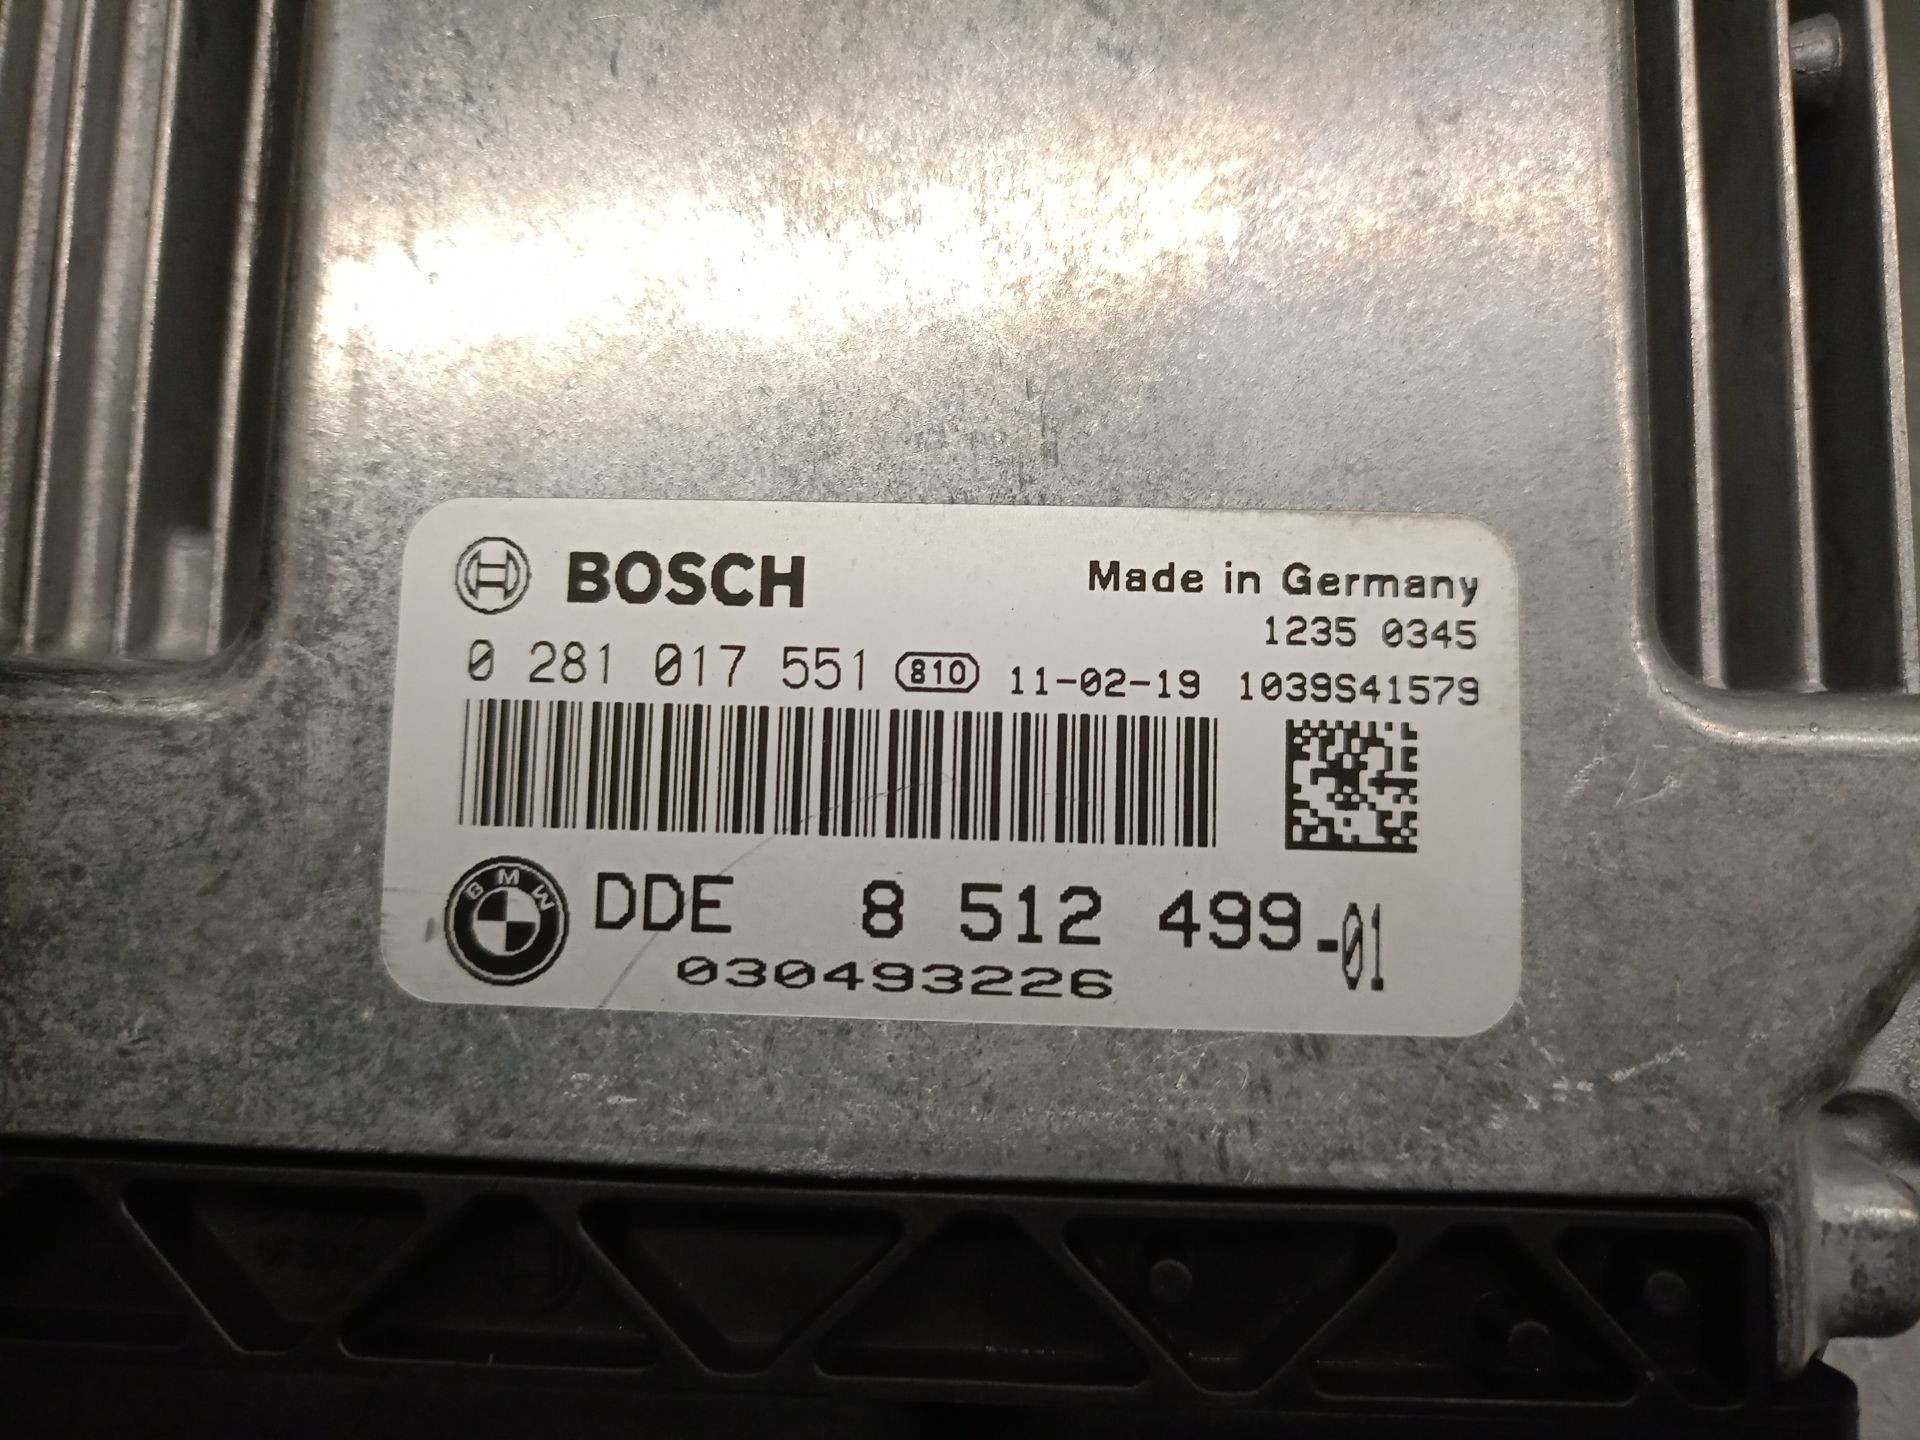 BOSCH
Made in Germany
1235 0345
0 281 017 551 810 11-02-19 1039S41579
BMW DDE 8 512 499-01
030493226